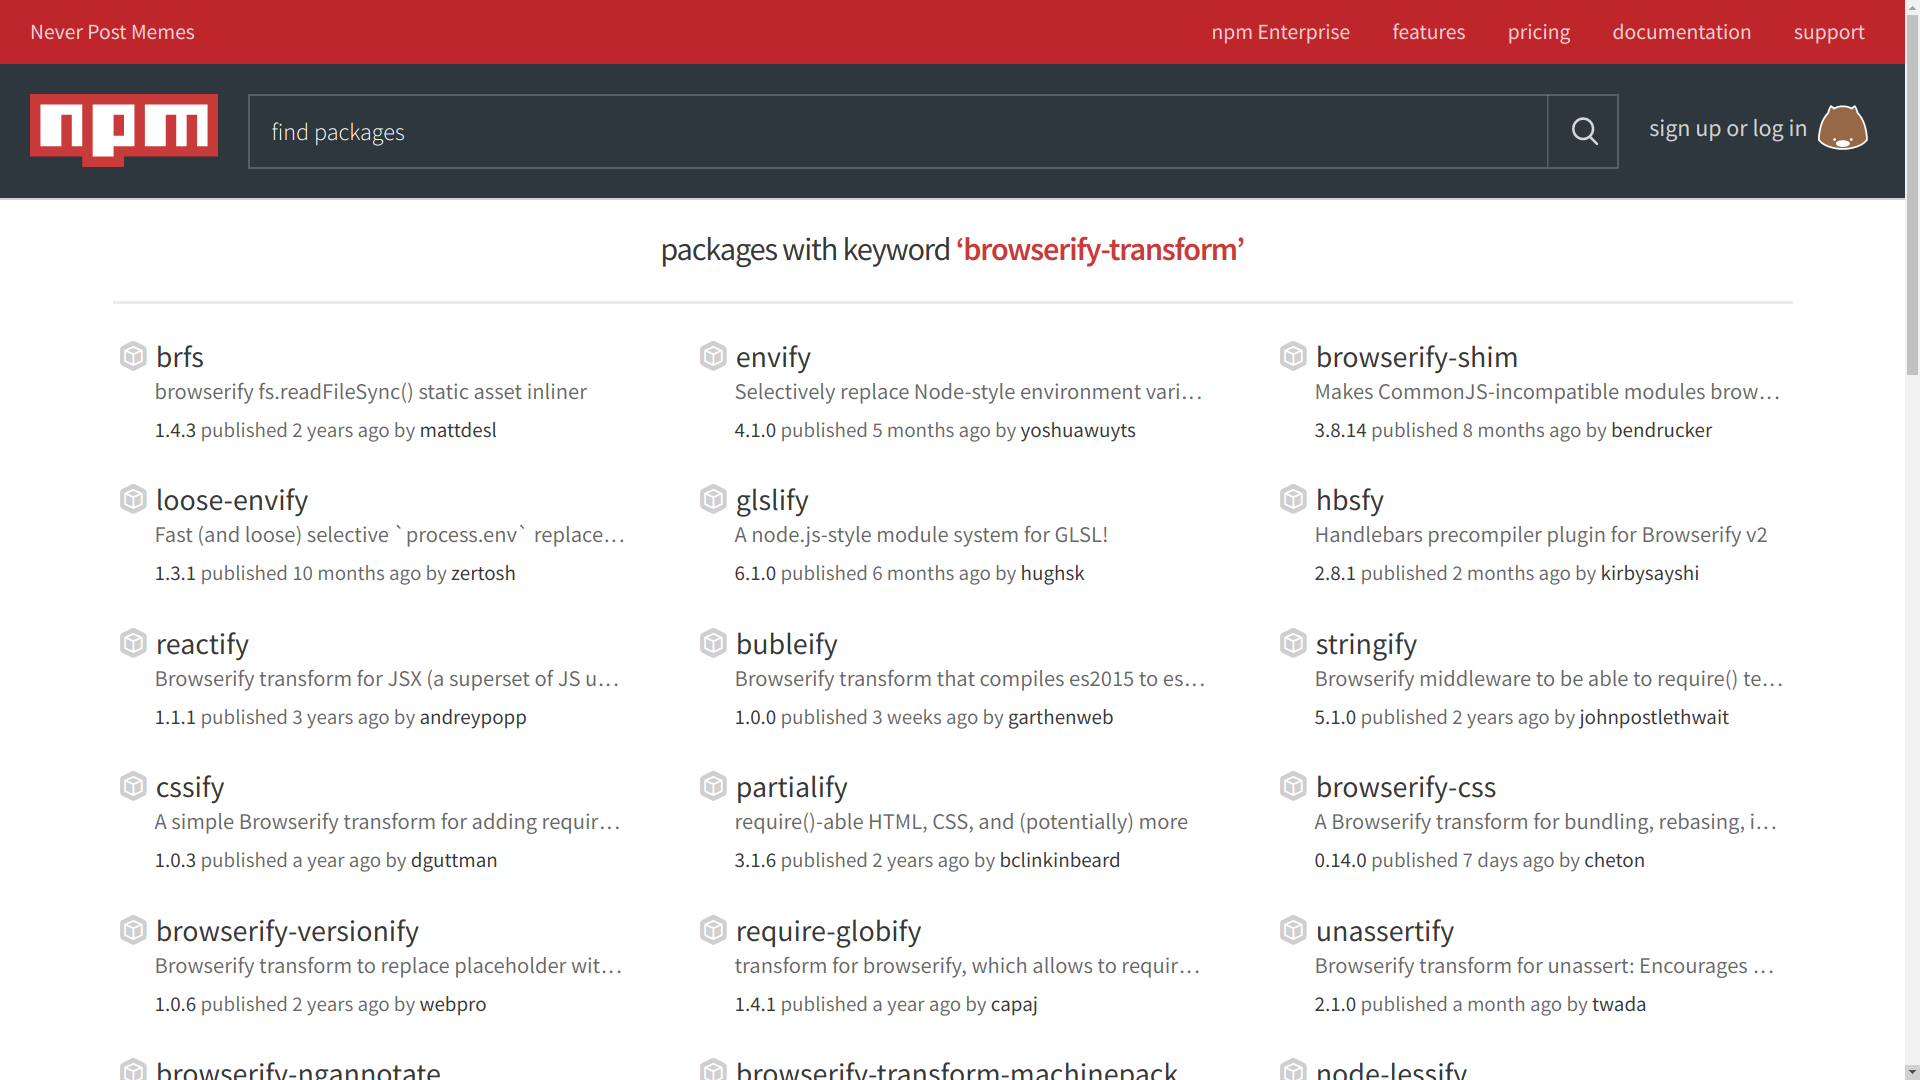 Never Post Memes
npm Enterprise
features
pricing
documentation
support
npm
find packages
sign up or log in
packages with keyword ‘browserify-transform’
brfs
browserify fs.readFileSync() static asset inliner
1.4.3 published 2 years ago by mattdesl
envify
Selectively replace Node-style environment vari…
4.1.0 published 5 months ago by yoshuawuyts
browserify-shim
Makes CommonJS-incompatible modules brow…
3.8.14 published 8 months ago by bendrucker
loose-envify
Fast (and loose) selective `process.env` replace…
1.3.1 published 10 months ago by zertosh
glslify
A node.js-style module system for GLSL!
6.1.0 published 6 months ago by hughsk
hbsfy
Handlebars precompiler plugin for Browserify v2
2.8.1 published 2 months ago by kirbysayshi
reactify
Browserify transform for JSX (a superset of JS u…
1.1.1 published 3 years ago by andreypopp
bubleify
Browserify transform that compiles es2015 to es…
1.0.0 published 3 weeks ago by garthenweb
stringify
Browserify middleware to be able to require() te…
5.1.0 published 2 years ago by johnpostlethwait
cssify
A simple Browserify transform for adding requir…
1.0.3 published a year ago by dguttman
partialify
require()-able HTML, CSS, and (potentially) more
3.1.6 published 2 years ago by bclinkinbeard
browserify-css
A Browserify transform for bundling, rebasing, i…
0.14.0 published 7 days ago by cheton
browserify-versionify
Browserify transform to replace placeholder wit…
1.0.6 published 2 years ago by webpro
require-globify
transform for browserify, which allows to requir…
1.4.1 published a year ago by capaj
unassertify
Browserify transform for unassert: Encourages …
2.1.0 published a month ago by twada
browserify-ngannotate
browserify-transform-machinepack
node-lessify